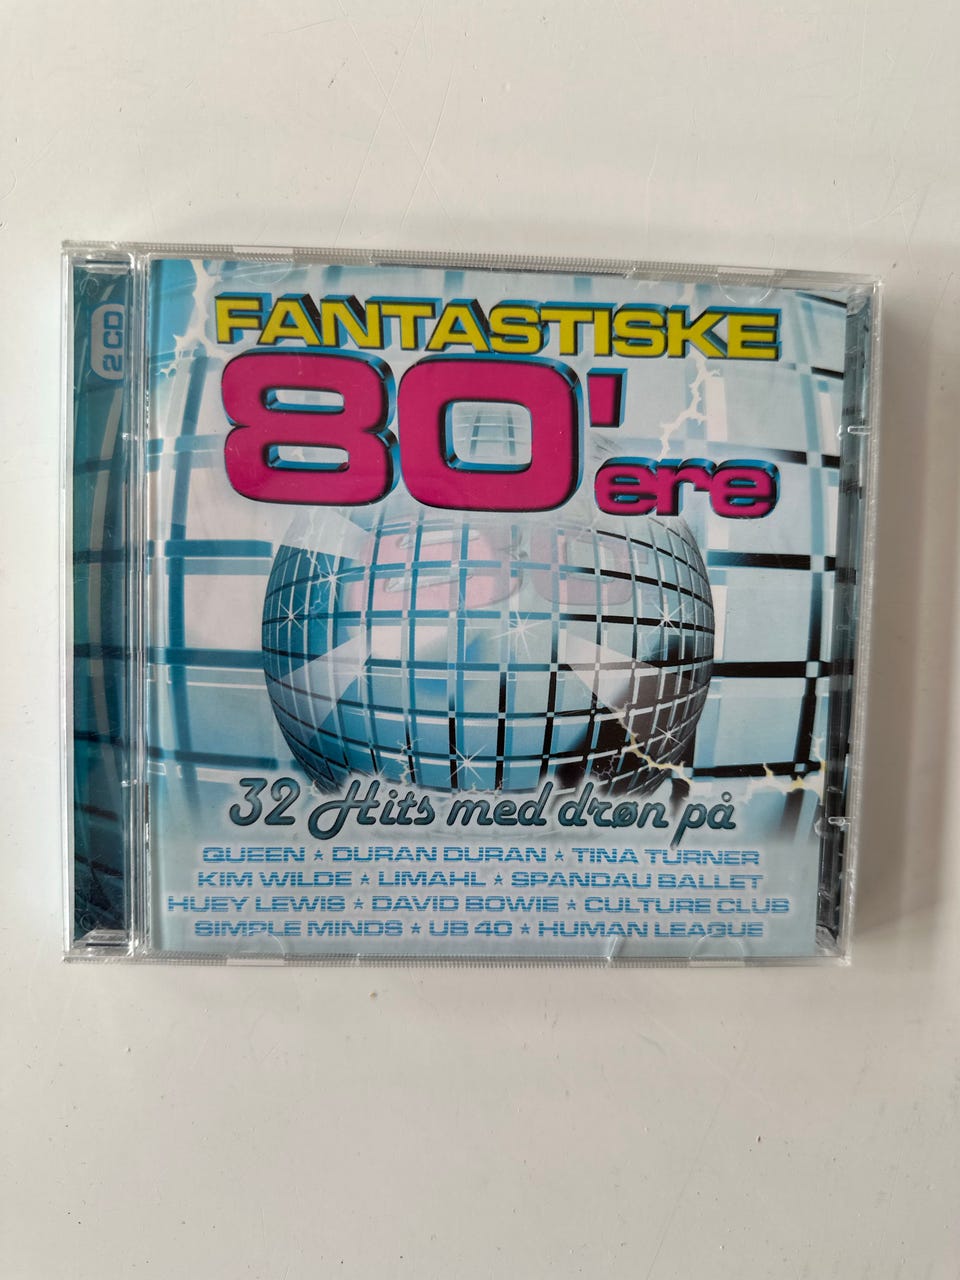 2 CD
FANTASTISKE
80'ere
32 Hits med drøn på
QUEEN ★ DURAN DURAN ★ TINA TURNER
KIM WILDE ★ LIMAHL ★ SPANDAU BALLET
HUEY LEWIS ★ DAVID BOWIE ★ CULTURE CLUB
SIMPLE MINDS ★ UB 40 ★ HUMAN LEAGUE